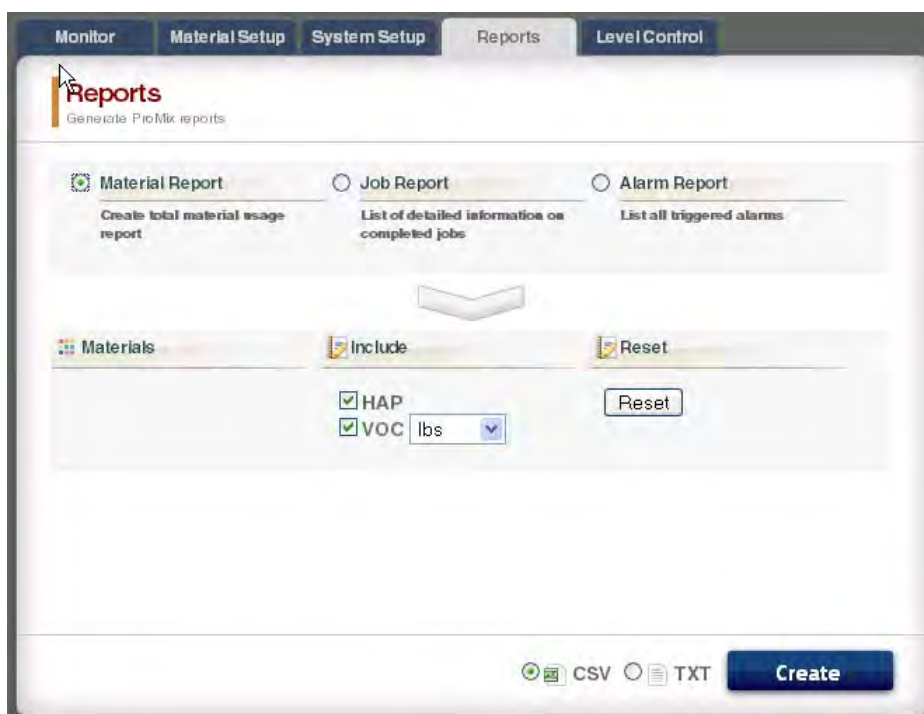 Monitor Material Setup System Setup Reports Level Control
Reports
Generate ProMix reports
Material Report Job Report Alarm Report
Create total material usage report
List of detailed information on completed jobs
List all triggered alarms
Materials Include Reset
HAP
VOC lbs
Reset
CSV TXT Create